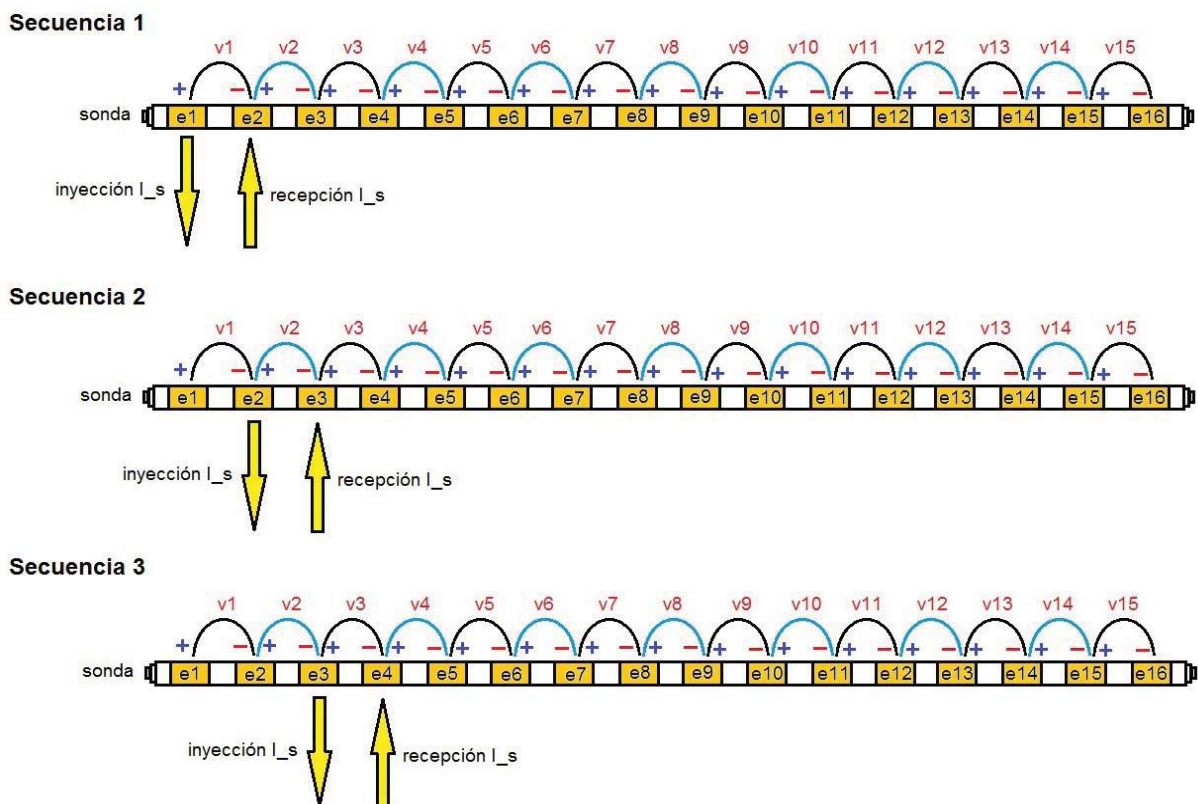 Secuencia 1
v1 v2 v3 v4 v5 v6 v7 v8 v9 v10 v11 v12 v13 v14 v15
+ − + − + − + − + − + − + − + − + − + − + − + − + − + − + −
sonda e1 e2 e3 e4 e5 e6 e7 e8 e9 e10 e11 e12 e13 e14 e15 e16
inyección I_s recepción I_s
Secuencia 2
v1 v2 v3 v4 v5 v6 v7 v8 v9 v10 v11 v12 v13 v14 v15
+ − + − + − + − + − + − + − + − + − + − + − + − + − + − + −
sonda e1 e2 e3 e4 e5 e6 e7 e8 e9 e10 e11 e12 e13 e14 e15 e16
inyección I_s recepción I_s
Secuencia 3
v1 v2 v3 v4 v5 v6 v7 v8 v9 v10 v11 v12 v13 v14 v15
+ − + − + − + − + − + − + − + − + − + − + − + − + − + − + −
sonda e1 e2 e3 e4 e5 e6 e7 e8 e9 e10 e11 e12 e13 e14 e15 e16
inyección I_s recepción I_s